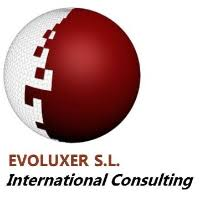 EVOLUXER S.L.
International Consulting